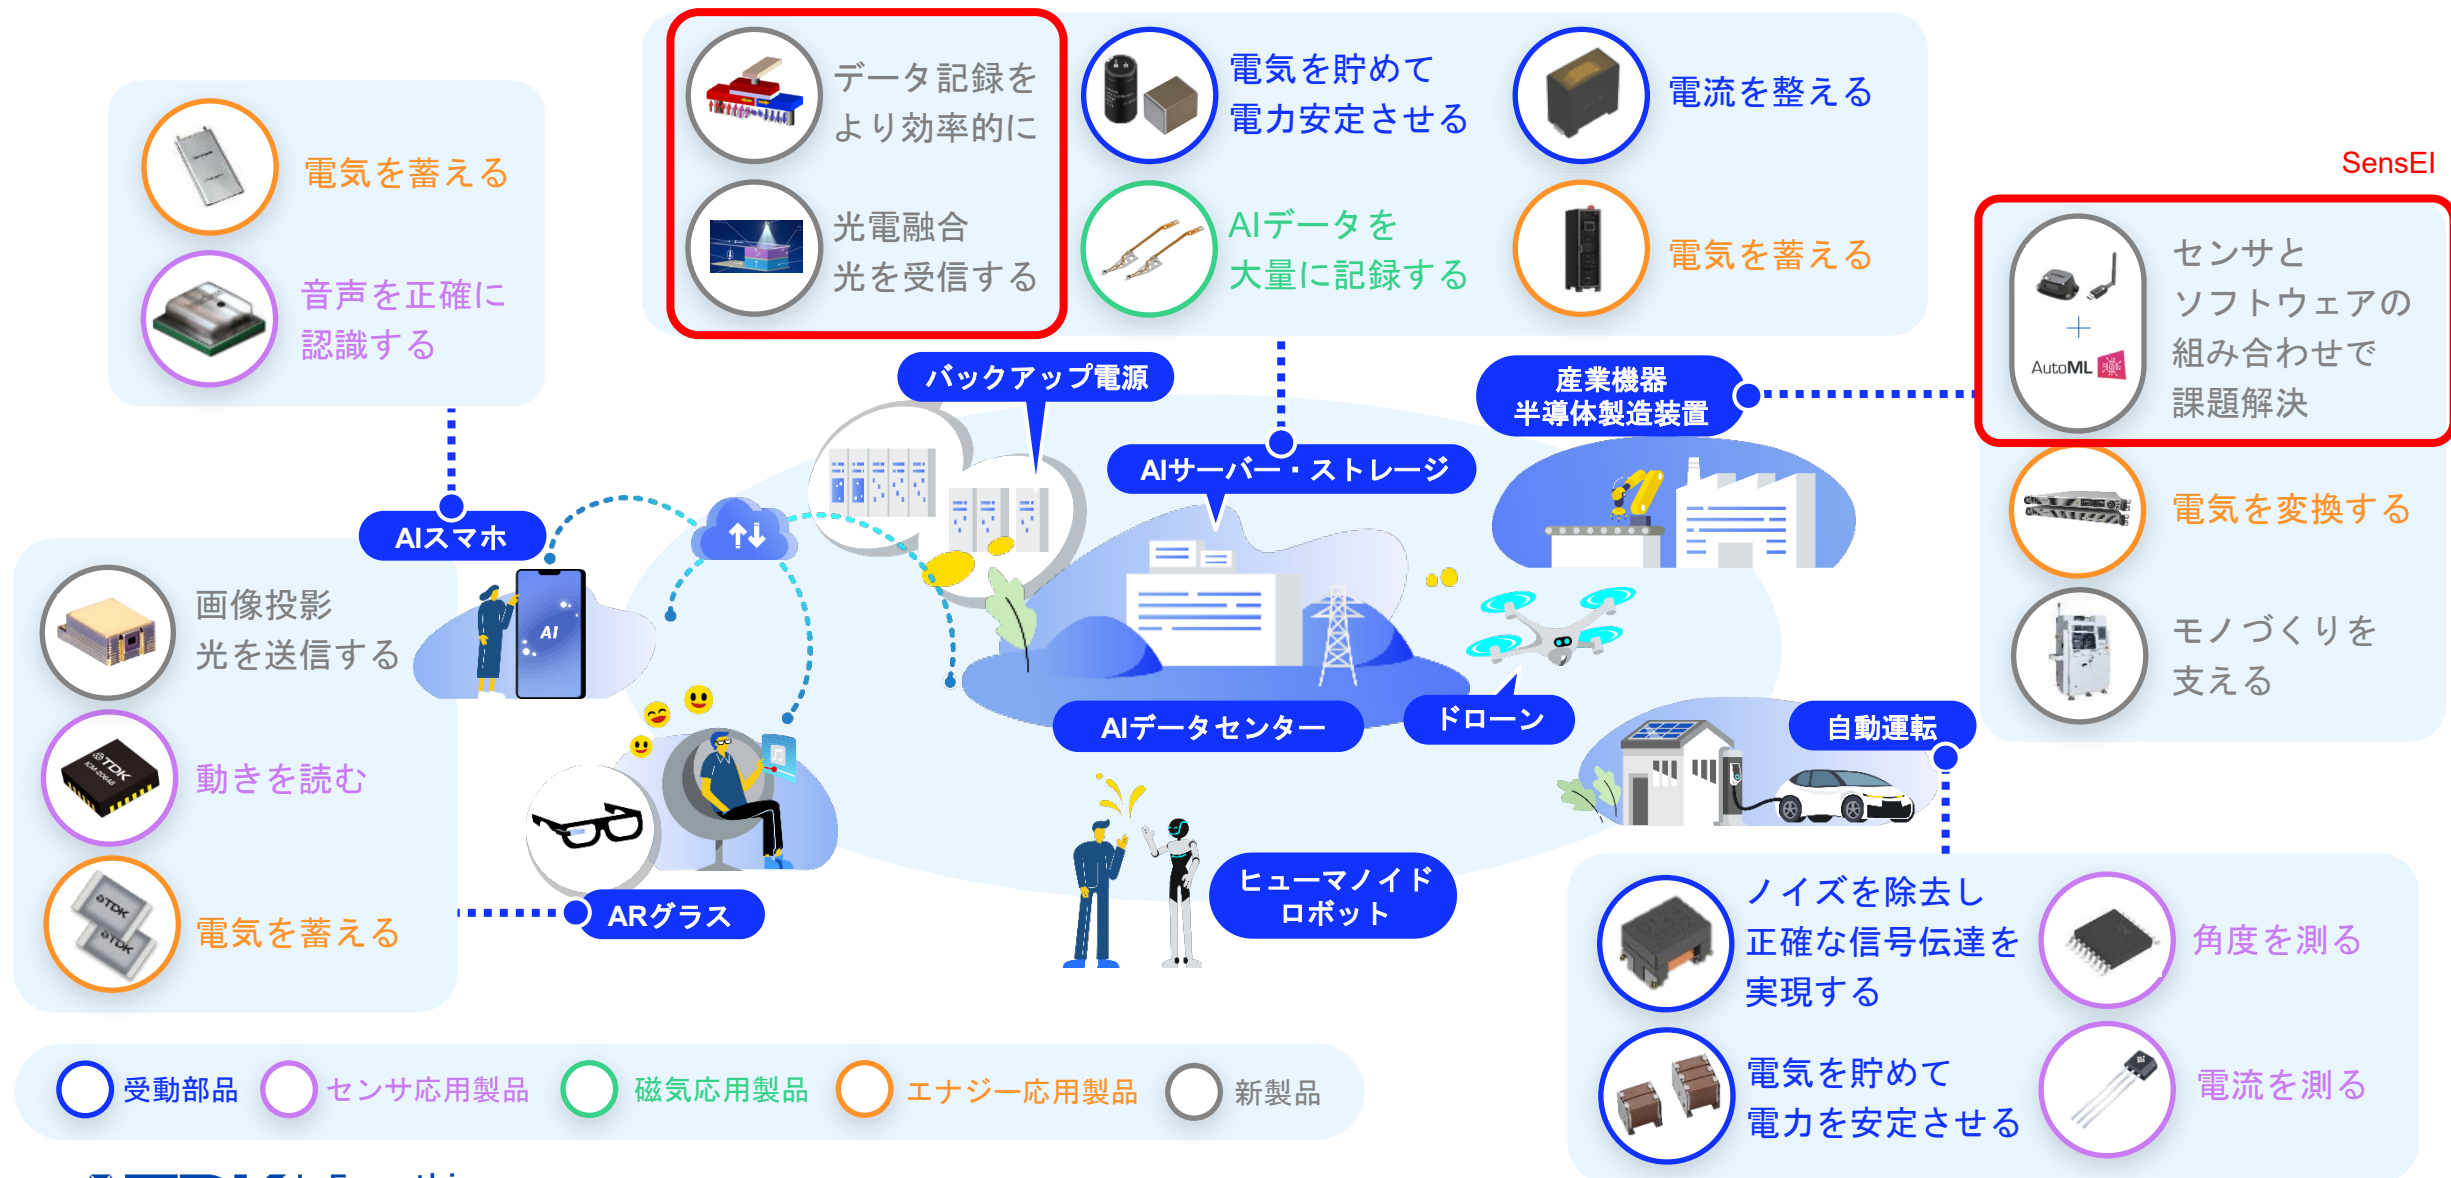 データ記録を
より効率的に
光電融合
光を受信する
電気を貯めて
電力安定させる
AIデータを
大量に記録する
電流を整える
電気を蓄える
電気を蓄える
音声を正確に
認識する
SensEI
センサと
ソフトウェアの
組み合わせで
課題解決
AutoML
電気を変換する
モノづくりを
支える
バックアップ電源
AIサーバー・ストレージ
産業機器
半導体製造装置
AIスマホ
AI
画像投影
光を送信する
TDK
ICM-20648
動きを読む
TDK
TDK
電気を蓄える
ARグラス
AIデータセンター
ドローン
自動運転
ヒューマノイド
ロボット
ノイズを除去し
正確な信号伝達を
実現する
電気を貯めて
電力を安定させる
角度を測る
電流を測る
受動部品
センサ応用製品
磁気応用製品
エナジー応用製品
新製品